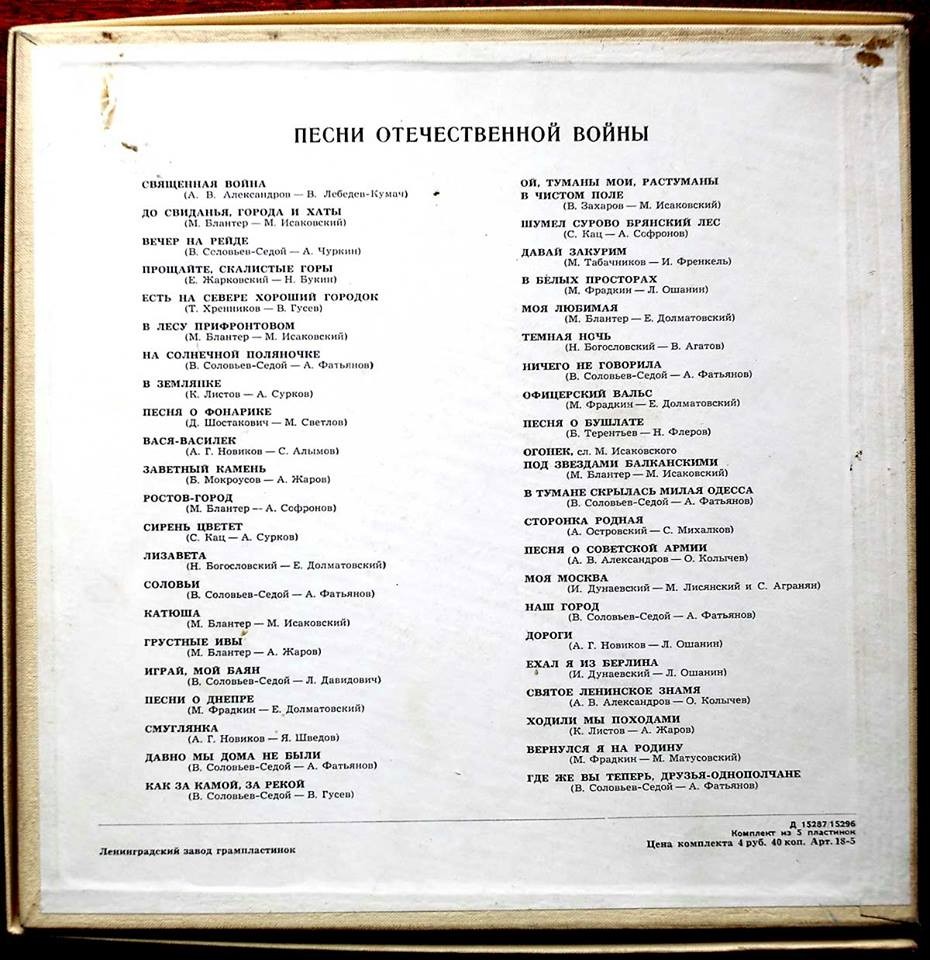 ПЕСНИ ОТЕЧЕСТВЕННОЙ ВОЙНЫ
СВЯЩЕННАЯ ВОЙНА
(А. В. Александров — В. Лебедев-Кумач)
ДО СВИДАНЬЯ, ГОРОДА И ХАТЫ
(М. Блантер — М. Исаковский)
ВЕЧЕР НА РЕЙДЕ
(В. Соловьев-Седой — А. Чуркин)
ПРОЩАЙТЕ, СКАЛИСТЫЕ ГОРЫ
(Е. Жарковский — Н. Букин)
ЕСТЬ НА СЕВЕРЕ ХОРОШИЙ ГОРОДОК
(Т. Хренников — В. Гусев)
В ЛЕСУ ПРИФРОНТОВОМ
(М. Блантер — М. Исаковский)
НА СОЛНЕЧНОЙ ПОЛЯНОЧКЕ
(В. Соловьев-Седой — А. Фатьянов)
В ЗЕМЛЯНКЕ
(К. Листов — А. Сурков)
ПЕСНЯ О ФОНАРИКЕ
(Д. Шостакович — М. Светлов)
ВАСЯ-ВАСИЛЕК
(А. Г. Новиков — С. Алымов)
ЗАВЕТНЫЙ КАМЕНЬ
(Б. Мокроусов — А. Жаров)
РОСТОВ-ГОРОД
(М. Блантер — А. Софронов)
СИРЕНЬ ЦВЕТЕТ
(С. Кац — А. Сурков)
ЛИЗАВЕТА
(Н. Богословский — Е. Долматовский)
СОЛОВЬИ
(В. Соловьев-Седой — А. Фатьянов)
КАТЮША
(М. Блантер — М. Исаковский)
ГРУСТНЫЕ ИВЫ
(М. Блантер — А. Жаров)
ИГРАЙ, МОЙ БАЯН
(В. Соловьев-Седой — Л. Давидович)
ПЕСНИ О ДНЕПРЕ
(М. Фрадкин — Е. Долматовский)
СМУГЛЯНКА
(А. Г. Новиков — Я. Шведов)
ДАВНО МЫ ДОМА НЕ БЫЛИ
(В. Соловьев-Седой — А. Фатьянов)
КАК ЗА КАМОЙ, ЗА РЕКОЙ
(В. Соловьев-Седой — В. Гусев)
ОЙ, ТУМАНЫ МОИ, РАСТУМАНЫ
В ЧИСТОМ ПОЛЕ
(В. Захаров — М. Исаковский)
ШУМЕЛ СУРОВО БРЯНСКИЙ ЛЕС
(С. Кац — А. Софронов)
ДАВАЙ ЗАКУРИМ
(М. Табачников — И. Френкель)
В БЕЛЫХ ПРОСТОРАХ
(М. Фрадкин — Л. Ошанин)
МОЯ ЛЮБИМАЯ
(М. Блантер — Е. Долматовский)
ТЕМНАЯ НОЧЬ
(Н. Богословский — В. Агатов)
НИЧЕГО НЕ ГОВОРИЛА
(В. Соловьев-Седой — А. Фатьянов)
ОФИЦЕРСКИЙ ВАЛЬС
(М. Фрадкин — Е. Долматовский)
ПЕСНЯ О БУШЛАТЕ
(Б. Терентьев — Н. Флеров)
ОГОНЕК, сл. М. Исаковского
ПОД ЗВЕЗДАМИ БАЛКАНСКИМИ
(М. Блантер — М. Исаковский)
В ТУМАНЕ СКРЫЛАСЬ МИЛАЯ ОДЕССА
(В. Соловьев-Седой — А. Фатьянов)
СТОРОНКА РОДНАЯ
(А. Островский — С. Михалков)
ПЕСНЯ О СОВЕТСКОЙ АРМИИ
(А. В. Александров — О. Колычев)
МОЯ МОСКВА
(И. Дунаевский — М. Лисянский и С. Агранян)
НАШ ГОРОД
(В. Соловьев-Седой — А. Фатьянов)
ДОРОГИ
(А. Г. Новиков — Л. Ошанин)
ЕХАЛ Я ИЗ БЕРЛИНА
(И. Дунаевский — Л. Ошанин)
СВЯТОЕ ЛЕНИНСКОЕ ЗНАМЯ
(А. В. Александров — О. Колычев)
ХОДИЛИ МЫ ПОХОДАМИ
(К. Листов — А. Жаров)
ВЕРНУЛСЯ Я НА РОДИНУ
(М. Фрадкин — М. Матусовский)
ГДЕ ЖЕ ВЫ ТЕПЕРЬ, ДРУЗЬЯ-ОДНОПОЛЧАНЕ
(В. Соловьев-Седой — А. Фатьянов)
Ленинградский завод грампластинок
Д 15287/15296
Комплект из 5 пластинок
Цена комплекта 4 руб. 40 коп. Арт. 18-5